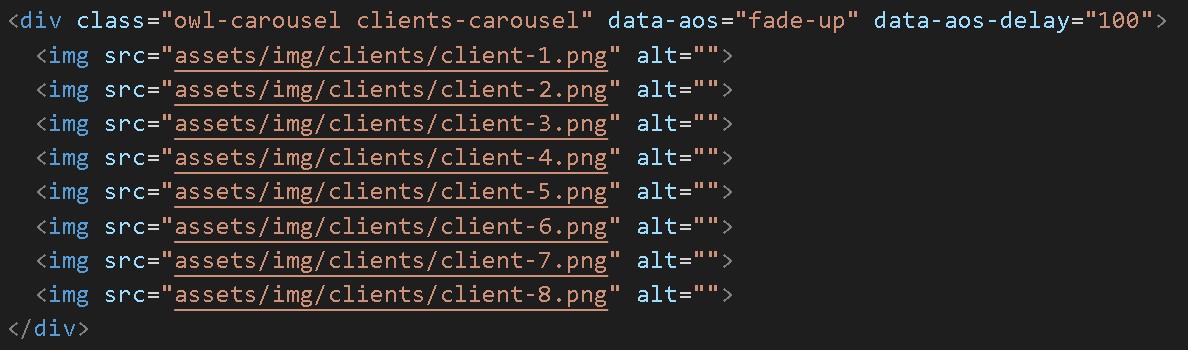 <div class="owl-carousel clients-carousel" data-aos="fade-up" data-aos-delay="100">
  <img src="assets/img/clients/client-1.png" alt="">
  <img src="assets/img/clients/client-2.png" alt="">
  <img src="assets/img/clients/client-3.png" alt="">
  <img src="assets/img/clients/client-4.png" alt="">
  <img src="assets/img/clients/client-5.png" alt="">
  <img src="assets/img/clients/client-6.png" alt="">
  <img src="assets/img/clients/client-7.png" alt="">
  <img src="assets/img/clients/client-8.png" alt="">
</div>